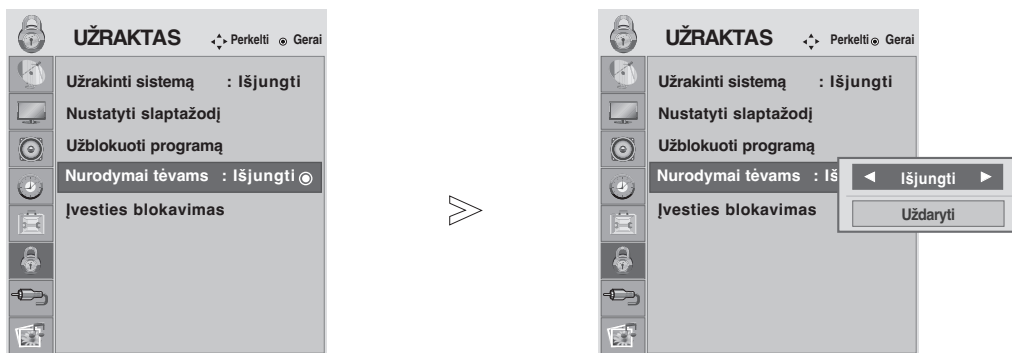 UŽRAKTAS Perkelti Gerai
Užrakinti sistemą : Išjungti
Nustatyti slaptažodį
Užblokuoti programą
Nurodymai tėvams : Išjungti
Įvesties blokavimas
UŽRAKTAS Perkelti Gerai
Užrakinti sistemą : Išjungti
Nustatyti slaptažodį
Užblokuoti programą
Nurodymai tėvams : Iš
◄ Išjungti ►
Įvesties blokavimas
Uždaryti